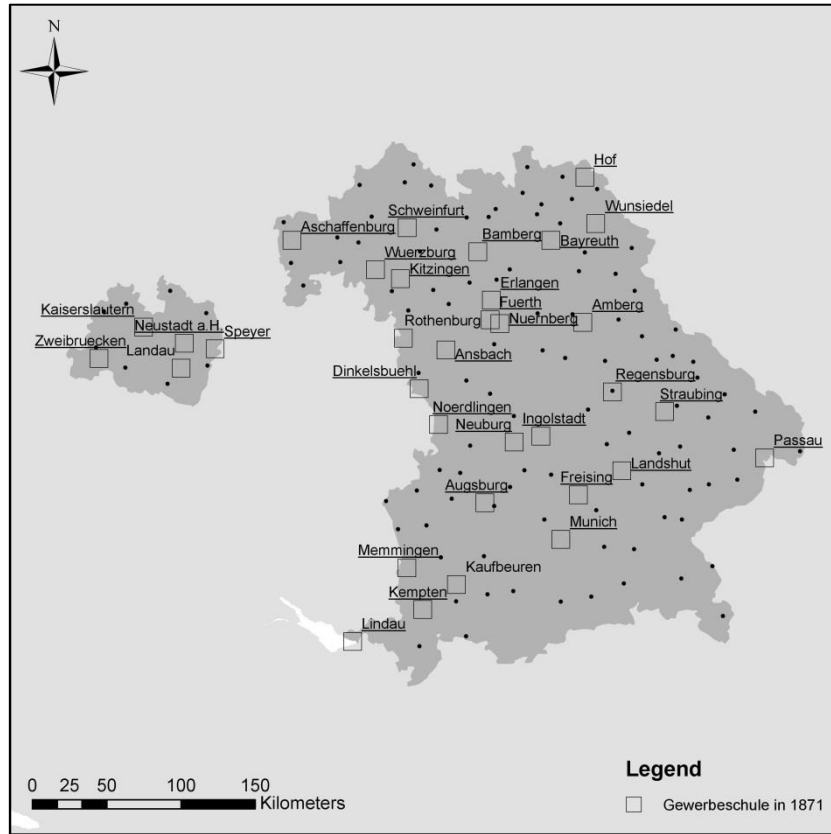 N
Hof
Wunsiedel
Schweinfurt
Aschaffenburg
Bamberg
Bayreuth
Wuerzburg
Kitzingen
Erlangen
Fuerth
Amberg
Kaiserslautern
Neustadt a.H.
Speyer
Rothenburg
Nuernberg
Zweibruecken
Landau
Ansbach
Dinkelsbuehl
Regensburg
Straubing
Noerdlingen
Ingolstadt
Neuburg
Passau
Landshut
Augsburg
Freising
Munich
Memmingen
Kaufbeuren
Kempten
Lindau
Legend
0 25 50 100 150
Kilometers
Gewerbeschule in 1871